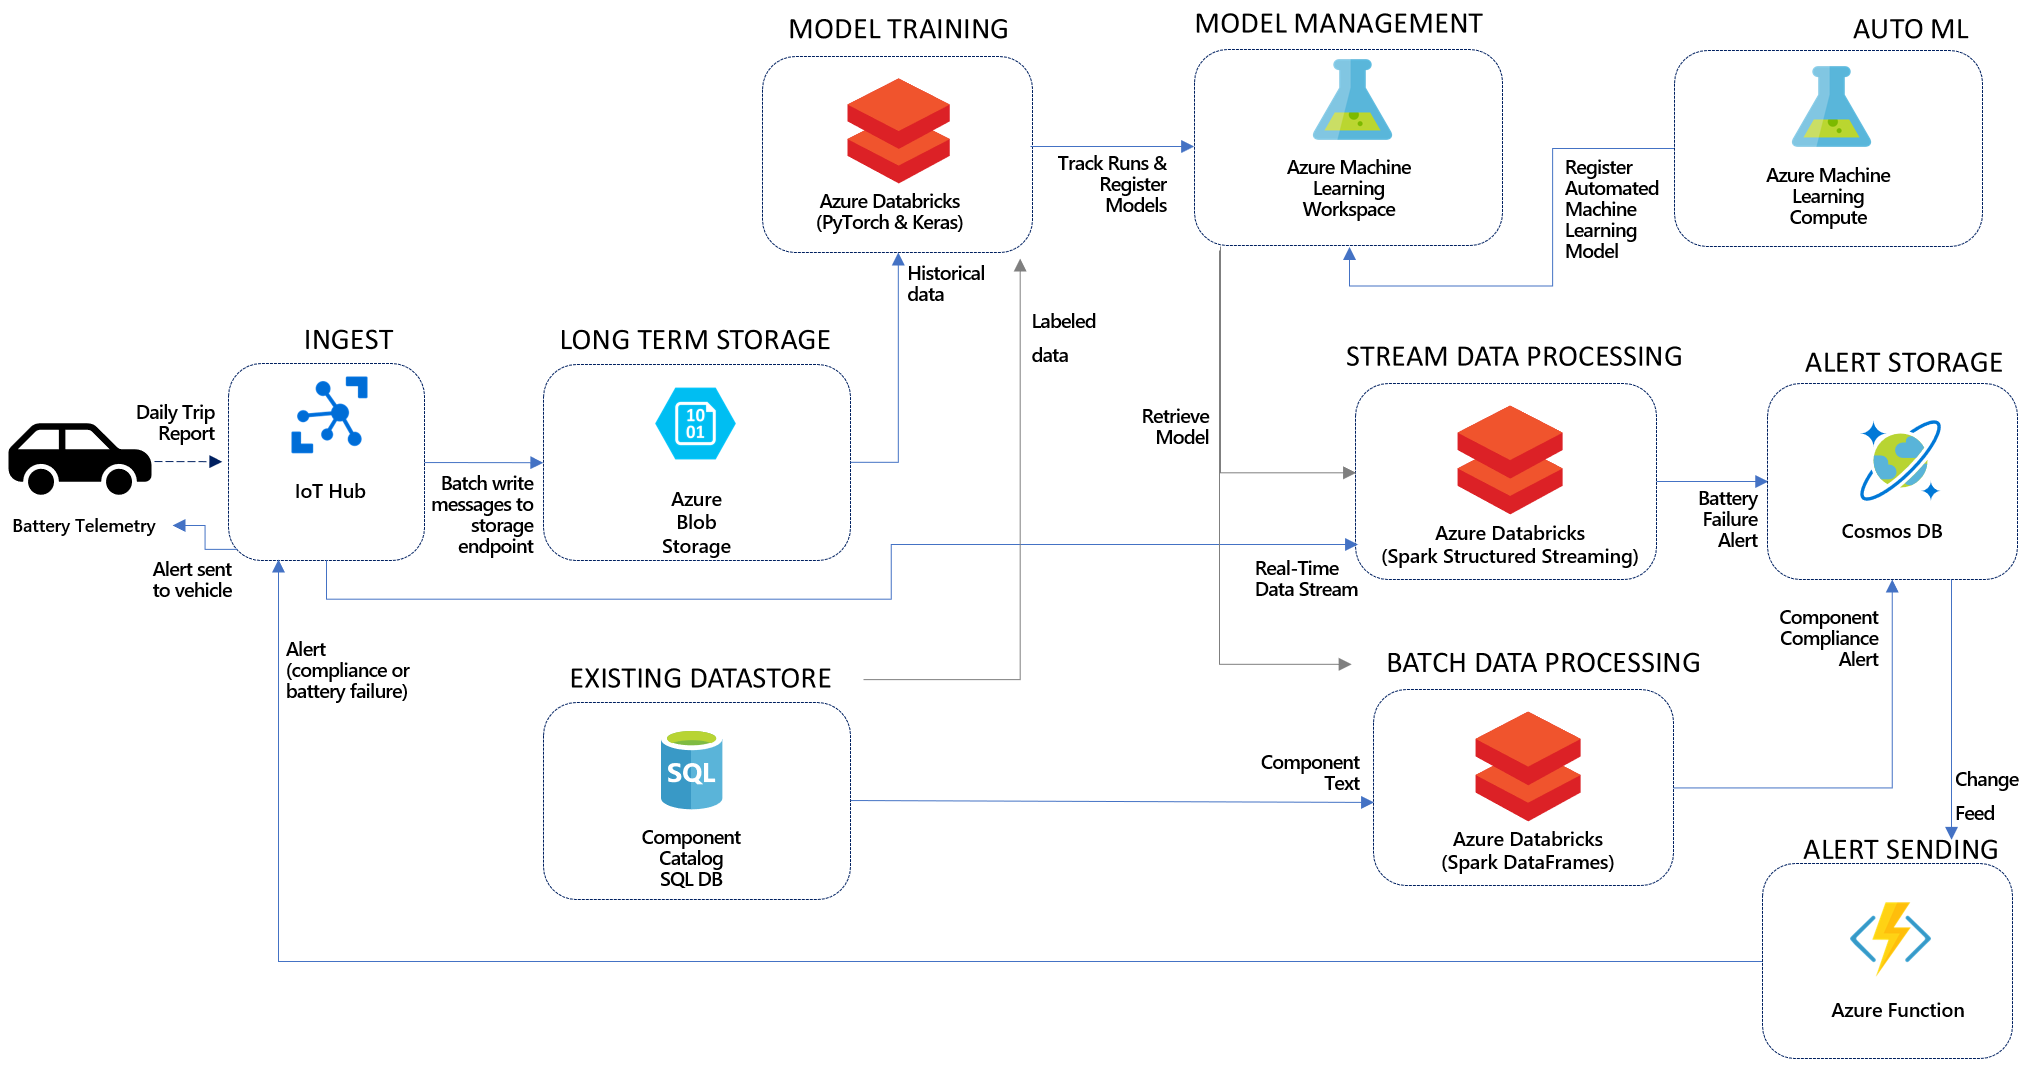 MODEL TRAINING
Azure Databricks
(PyTorch & Keras)
Track Runs &
Register
Models
MODEL MANAGEMENT
Azure Machine
Learning
Workspace
Register
Automated
Machine
Learning
Model
AUTO ML
Azure Machine
Learning
Compute
Historical
data
Labeled
data
Daily Trip
Report
Battery Telemetry
Alert sent
to vehicle
INGEST
IoT Hub
Batch write
messages to
storage
endpoint
LONG TERM STORAGE
10
01
Azure
Blob
Storage
Retrieve
Model
Real-Time
Data Stream
STREAM DATA PROCESSING
Azure Databricks
(Spark Structured Streaming)
Battery
Failure
Alert
ALERT STORAGE
Cosmos DB
Alert
(compliance or
battery failure)
EXISTING DATASTORE
SQL
Component
Catalog
SQL DB
Component
Text
BATCH DATA PROCESSING
Azure Databricks
(Spark DataFrames)
Component
Compliance
Alert
Change
Feed
ALERT SENDING
Azure Function